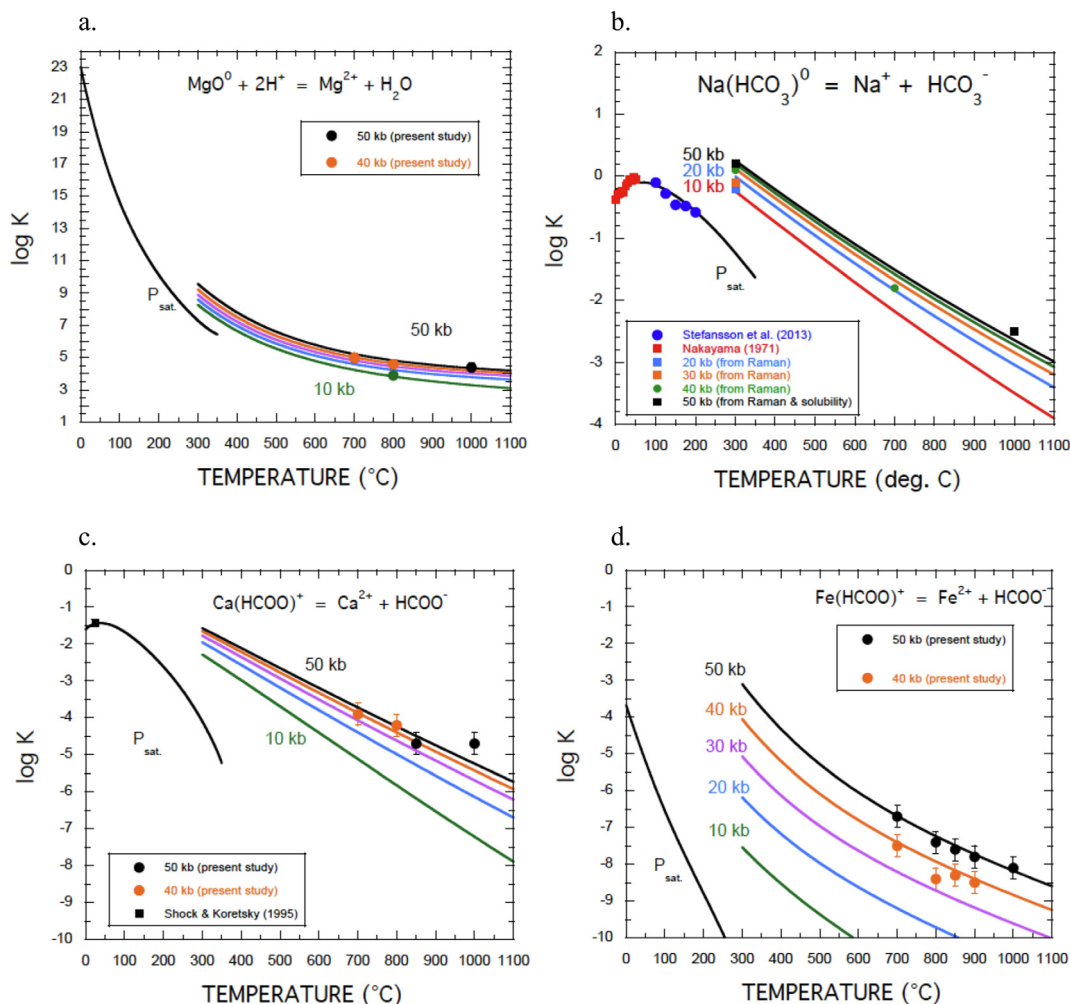 a.
MgO⁰ + 2H⁺ = Mg²⁺ + H₂O
50 kb (present study)
40 kb (present study)
P sat.
50 kb
10 kb
log K
23
21
19
17
15
13
11
9
7
5
3
1
0 100 200 300 400 500 600 700 800 900 1000 1100
TEMPERATURE (°C)
b.
Na(HCO₃)⁰ = Na⁺ + HCO₃⁻
50 kb
20 kb
10 kb
P sat.
Stefansson et al. (2013)
Nakayama (1971)
20 kb (from Raman)
30 kb (from Raman)
40 kb (from Raman)
50 kb (from Raman & solubility)
log K
2
1
0
-1
-2
-3
-4
0 100 200 300 400 500 600 700 800 900 1000 1100
TEMPERATURE (deg. C)
c.
Ca(HCOO)⁺ = Ca²⁺ + HCOO⁻
50 kb
10 kb
P sat.
50 kb (present study)
40 kb (present study)
Shock & Koretsky (1995)
log K
0
-1
-2
-3
-4
-5
-6
-7
-8
-9
-10
0 100 200 300 400 500 600 700 800 900 1000 1100
TEMPERATURE (°C)
d.
Fe(HCOO)⁺ = Fe²⁺ + HCOO⁻
50 kb (present study)
40 kb (present study)
50 kb
40 kb
30 kb
20 kb
10 kb
P sat.
log K
0
-1
-2
-3
-4
-5
-6
-7
-8
-9
-10
0 100 200 300 400 500 600 700 800 900 1000 1100
TEMPERATURE (°C)